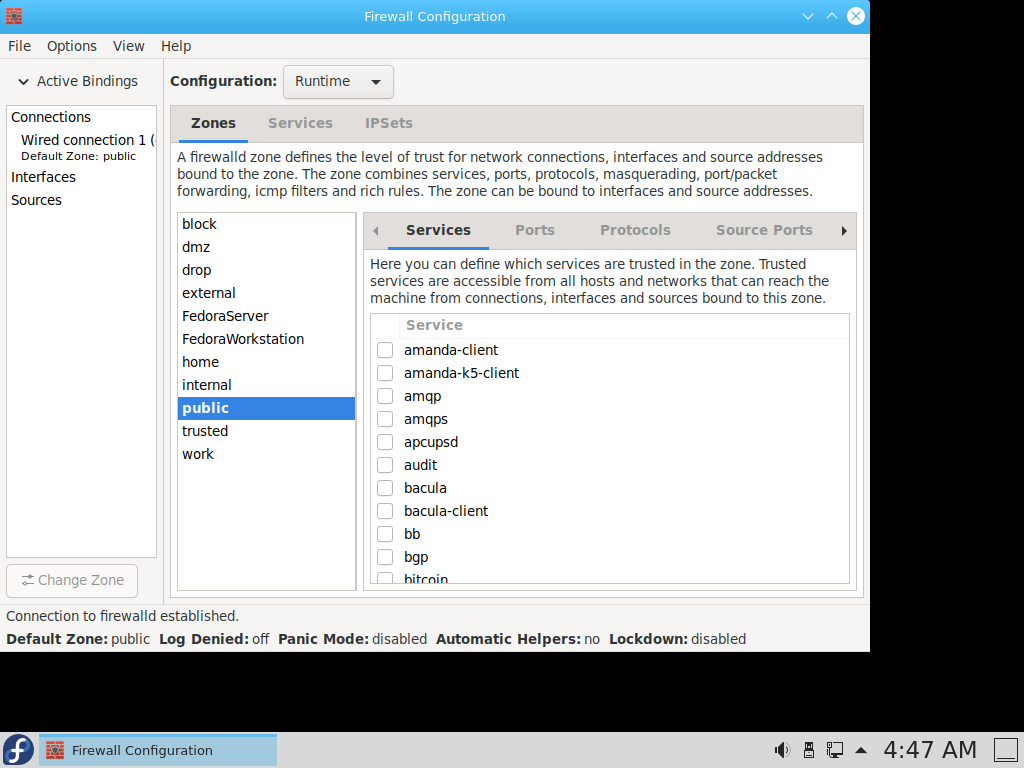 Firewall Configuration
File Options View Help
Active Bindings
Configuration: Runtime
Connections
Wired connection 1 (
Default Zone: public
Interfaces
Sources
Change Zone
Zones Services IPSets
A firewalld zone defines the level of trust for network connections, interfaces and source addresses
bound to the zone. The zone combines services, ports, protocols, masquerading, port/packet
forwarding, icmp filters and rich rules. The zone can be bound to interfaces and source addresses.
block
dmz
drop
external
FedoraServer
FedoraWorkstation
home
internal
public
trusted
work
Services Ports Protocols Source Ports
Here you can define which services are trusted in the zone. Trusted
services are accessible from all hosts and networks that can reach the
machine from connections, interfaces and sources bound to this zone.
Service
amanda-client
amanda-k5-client
amqp
amqps
apcupsd
audit
bacula
bacula-client
bb
bgp
bitcoin
Connection to firewalld established.
Default Zone: public Log Denied: off Panic Mode: disabled Automatic Helpers: no Lockdown: disabled
Firewall Configuration
4:47 AM